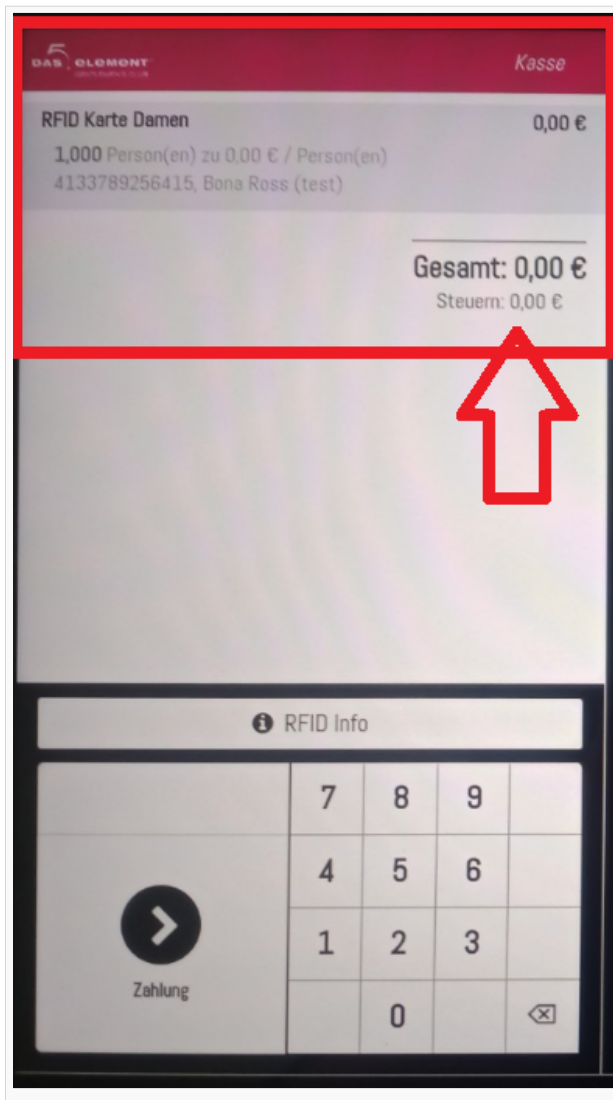 5
DAS ELEMENT
Kasse
RFID Karte Damen 0,00 €
1,000 Person(en) zu 0,00 € / Person(en)
4133789256415, Bona Ross (test)
Gesamt: 0,00 €
Steuern: 0,00 €
RFID Info
7 8 9
4 5 6
1 2 3
Zahlung
0